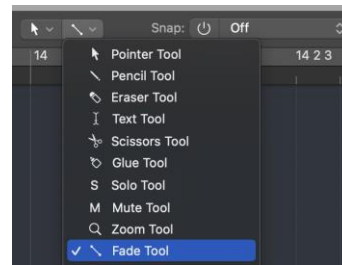 Snap: Off
14 14 2 3
Pointer Tool
Pencil Tool
Eraser Tool
Text Tool
Scissors Tool
Glue Tool
S Solo Tool
M Mute Tool
Zoom Tool
Fade Tool